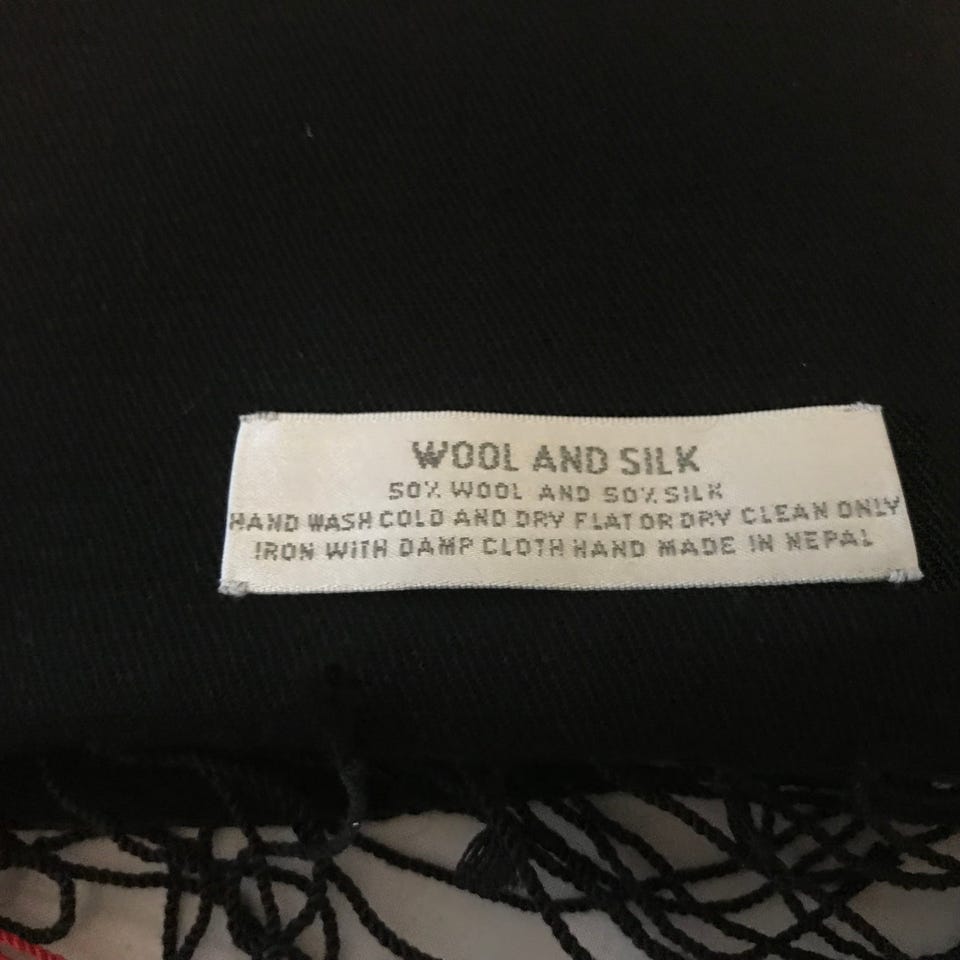 WOOL AND SILK
50% WOOL AND 50% SILK
HAND WASH COLD AND DRY FLAT OR DRY CLEAN ONLY
IRON WITH DAMP CLOTH HAND MADE IN NEPAL